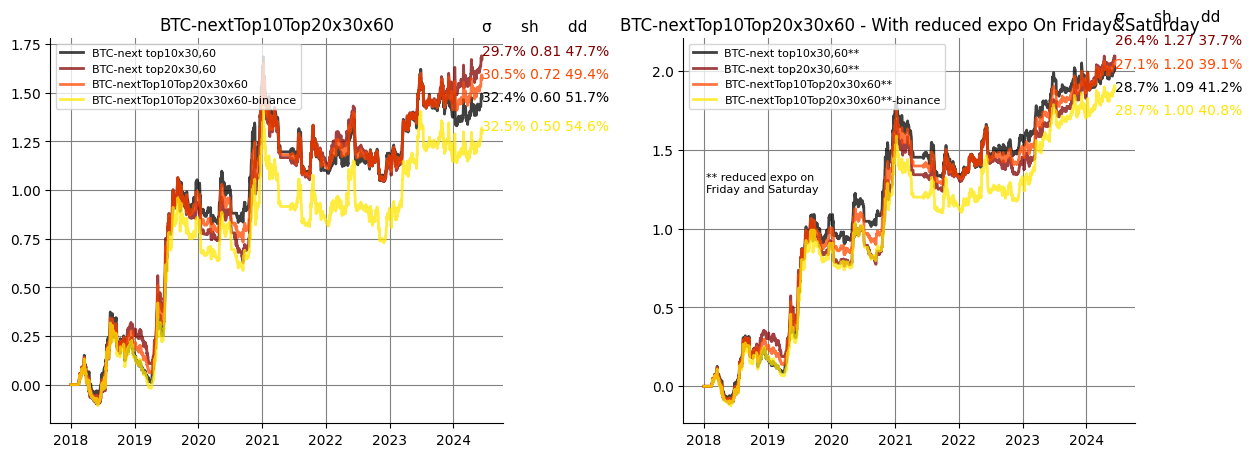 BTC-nextTop10Top20x30x60
σ sh dd
29.7% 0.81 47.7%
30.5% 0.72 49.4%
32.4% 0.60 51.7%
32.5% 0.50 54.6%
BTC-next top10x30,60
BTC-next top20x30,60
BTC-nextTop10Top20x30x60
BTC-nextTop10Top20x30x60-binance
1.75
1.50
1.25
1.00
0.75
0.50
0.25
0.00
2018 2019 2020 2021 2022 2023 2024
BTC-nextTop10Top20x30x60 - With reduced expo On Friday&Saturday
σ sh dd
26.4% 1.27 37.7%
27.1% 1.20 39.1%
28.7% 1.09 41.2%
28.7% 1.00 40.8%
BTC-next top10x30,60**
BTC-next top20x30,60**
BTC-nextTop10Top20x30x60**
BTC-nextTop10Top20x30x60**-binance
** reduced expo on
Friday and Saturday
2.0
1.5
1.0
0.5
0.0
2018 2019 2020 2021 2022 2023 2024